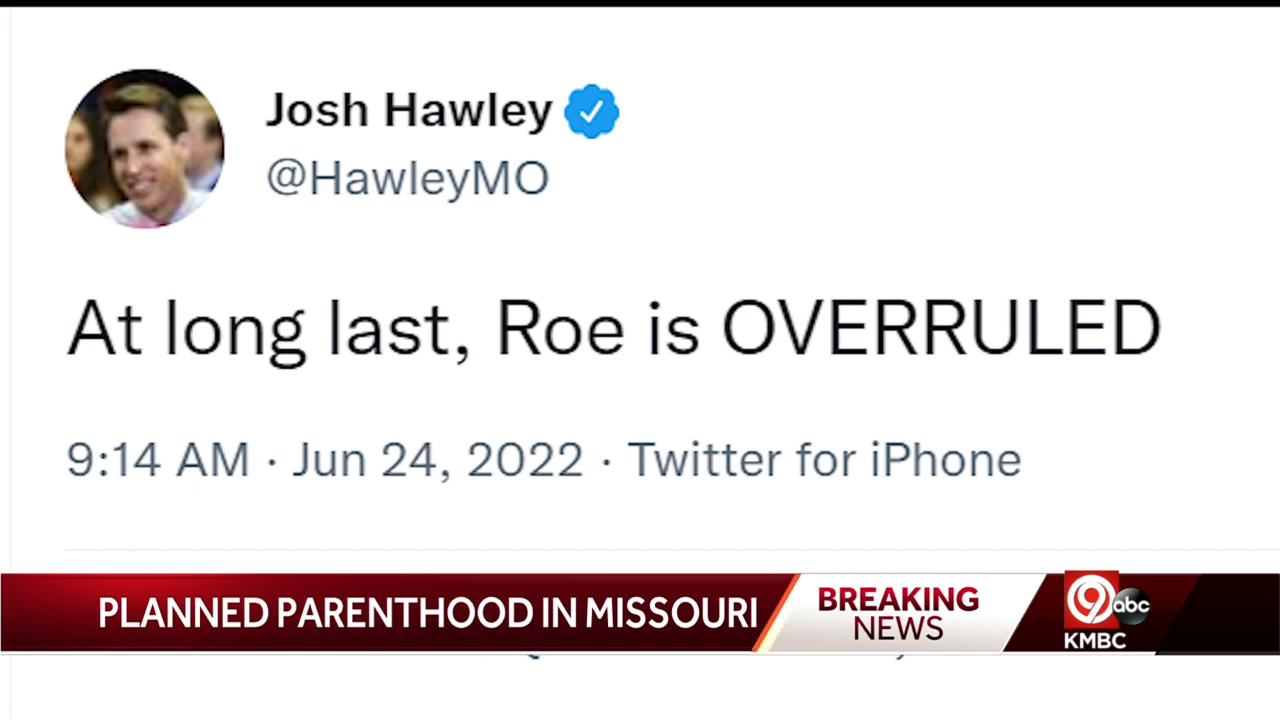 Josh Hawley
@HawleyMO
At long last, Roe is OVERRULED
9:14 AM · Jun 24, 2022 · Twitter for iPhone
PLANNED PARENTHOOD IN MISSOURI
BREAKING
NEWS
9 abc
KMBC